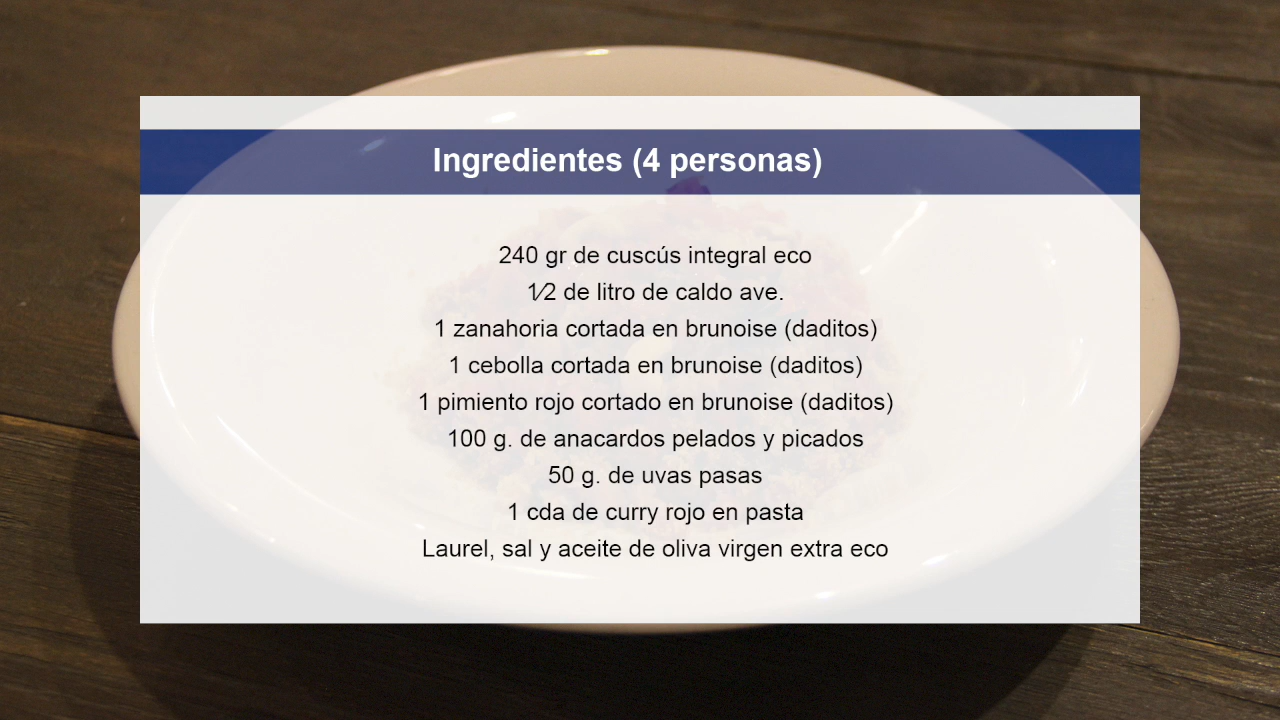 Ingredientes (4 personas)
240 gr de cuscús integral eco
1⁄2 de litro de caldo ave.
1 zanahoria cortada en brunoise (daditos)
1 cebolla cortada en brunoise (daditos)
1 pimiento rojo cortado en brunoise (daditos)
100 g. de anacardos pelados y picados
50 g. de uvas pasas
1 cda de curry rojo en pasta
Laurel, sal y aceite de oliva virgen extra eco